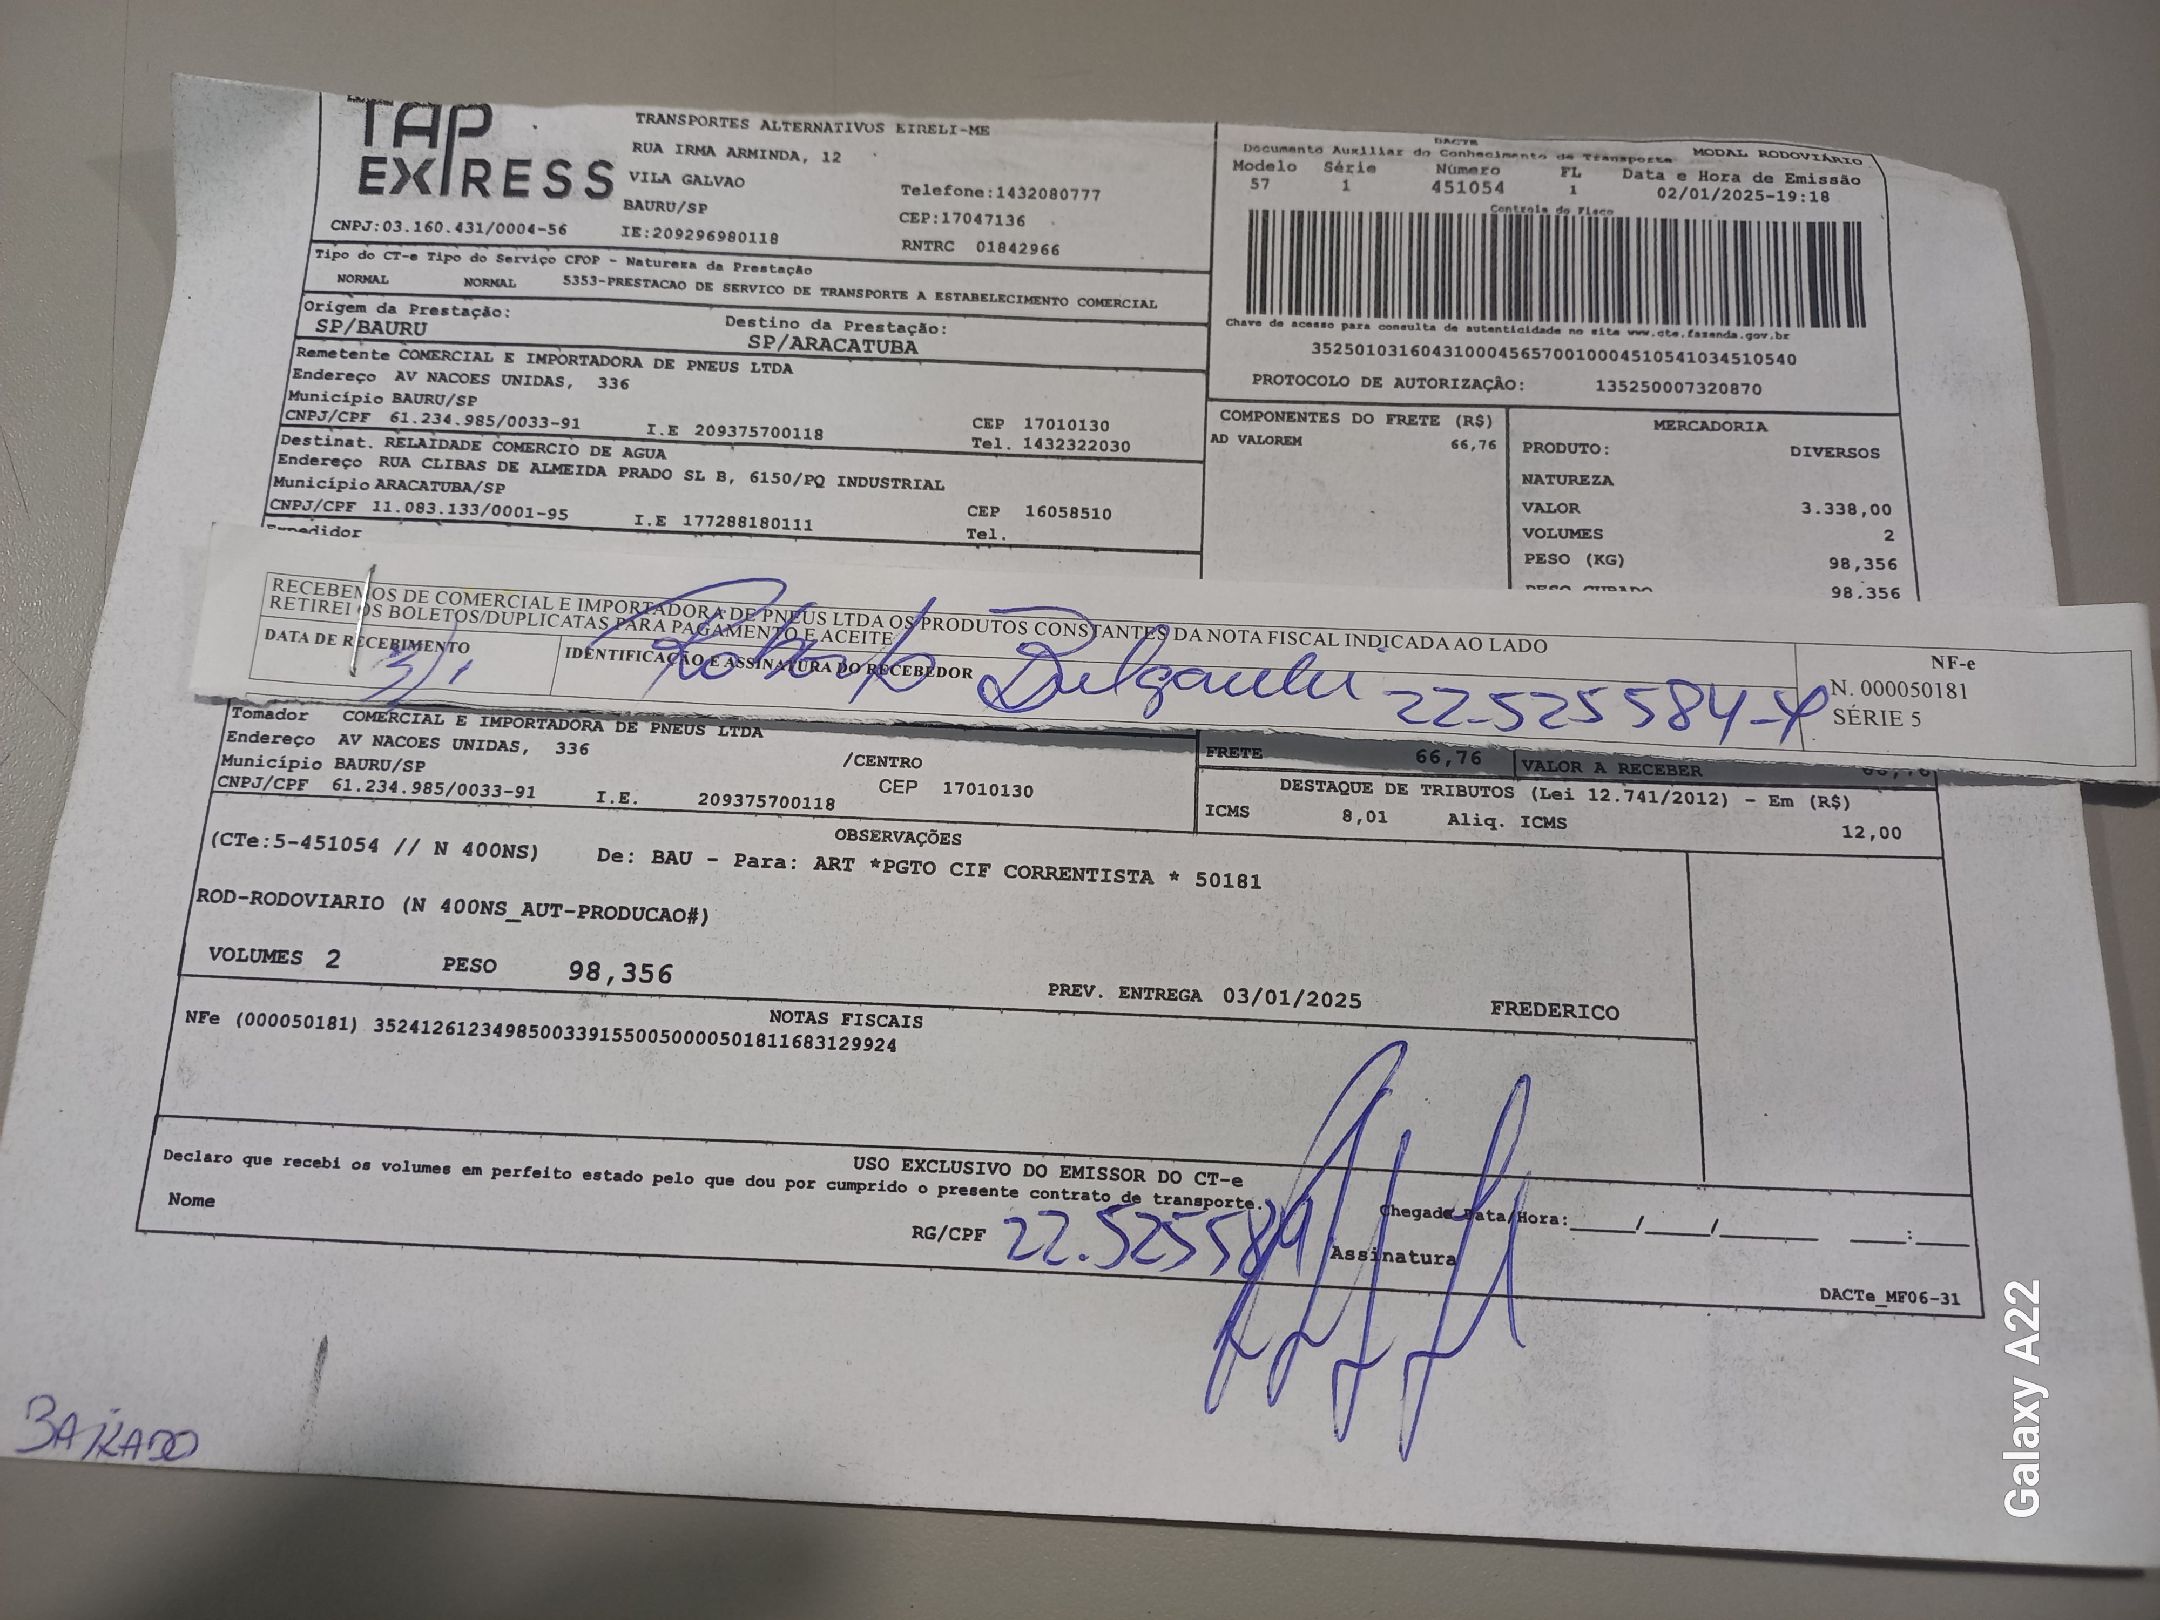 TAP
EXPRESS
TRANSPORTES ALTERNATIVOS EIRELI-ME
RUA IRMA ARMINDA, 12
VILA GALVAO
Telefone:1432080777
BAURU/SP
CEP:17047136
CNPJ:03.160.431/0004-56
IE:209296980118
RNTRC 01842966
DACTE
MODAL RODOVIÁRIO
Documento Auxiliar do Conhecimento de Transporte
Modelo Série Número FL Data e Hora de Emissão
57 1 451054 1 02/01/2025-19:18
Controle do Fisco
Chave de acesso para consulta de autenticidade no site www.cte.fazenda.gov.br
35250103160431000456570010004510541034510540
PROTOCOLO DE AUTORIZAÇÃO: 135250007320870
Tipo do CT-e Tipo do Serviço CFOP - Natureza da Prestação
NORMAL NORMAL 5353-PRESTACAO DE SERVICO DE TRANSPORTE A ESTABELECIMENTO COMERCIAL
Origem da Prestação: Destino da Prestação:
SP/BAURU SP/ARACATUBA
Remetente COMERCIAL E IMPORTADORA DE PNEUS LTDA
Endereço AV NACOES UNIDAS, 336
Município BAURU/SP CEP 17010130
CNPJ/CPF 61.234.985/0033-91 I.E 209375700118 Tel. 1432322030
Destinat. RELAIDADE COMERCIO DE AGUA
Endereço RUA CLIBAS DE ALMEIDA PRADO SL B, 6150/PQ INDUSTRIAL
Município ARACATUBA/SP CEP 16058510
CNPJ/CPF 11.083.133/0001-95 I.E 177288180111 Tel.
Expedidor
COMPONENTES DO FRETE (R$)
AD VALOREM 66,76
MERCADORIA
PRODUTO: DIVERSOS
NATUREZA
VALOR 3.338,00
VOLUMES 2
PESO (KG) 98,356
PESO CUBADO 98.356
RECEBEMOS DE COMERCIAL E IMPORTADORA DE PNEUS LTDA OS PRODUTOS CONSTANTES DA NOTA FISCAL INDICADA AO LADO
RETIREI OS BOLETOS/DUPLICATAS PARA PAGAMENTO E ACEITE
DATA DE RECEBIMENTO
IDENTIFICAÇÃO E ASSINATURA DO RECEBEDOR
22-525584-4
NF-e
N. 000050181
SÉRIE 5
Tomador COMERCIAL E IMPORTADORA DE PNEUS LTDA
Endereço AV NACOES UNIDAS, 336 /CENTRO
Município BAURU/SP CEP 17010130
CNPJ/CPF 61.234.985/0033-91 I.E. 209375700118
FRETE 66,76 VALOR A RECEBER 66,76
DESTAQUE DE TRIBUTOS (Lei 12.741/2012) - Em (R$)
ICMS 8,01 Aliq. ICMS 12,00
OBSERVAÇÕES
(CTe:5-451054 // N 400NS) De: BAU - Para: ART *PGTO CIF CORRENTISTA * 50181
ROD-RODOVIARIO (N 400NS_AUT-PRODUCAO#)
VOLUMES 2 PESO 98,356
PREV. ENTREGA 03/01/2025 FREDERICO
NOTAS FISCAIS
NFe (000050181) 35241261234985003391550050000501811683129924
USO EXCLUSIVO DO EMISSOR DO CT-e
Declaro que recebi os volumes em perfeito estado pelo que dou por cumprido o presente contrato de transporte.
Nome RG/CPF 22.525584 Assinatura
Chegada Data/Hora:____/____/______ ____:____
DACTe_MF06-31
BAIXADO
Galaxy A22